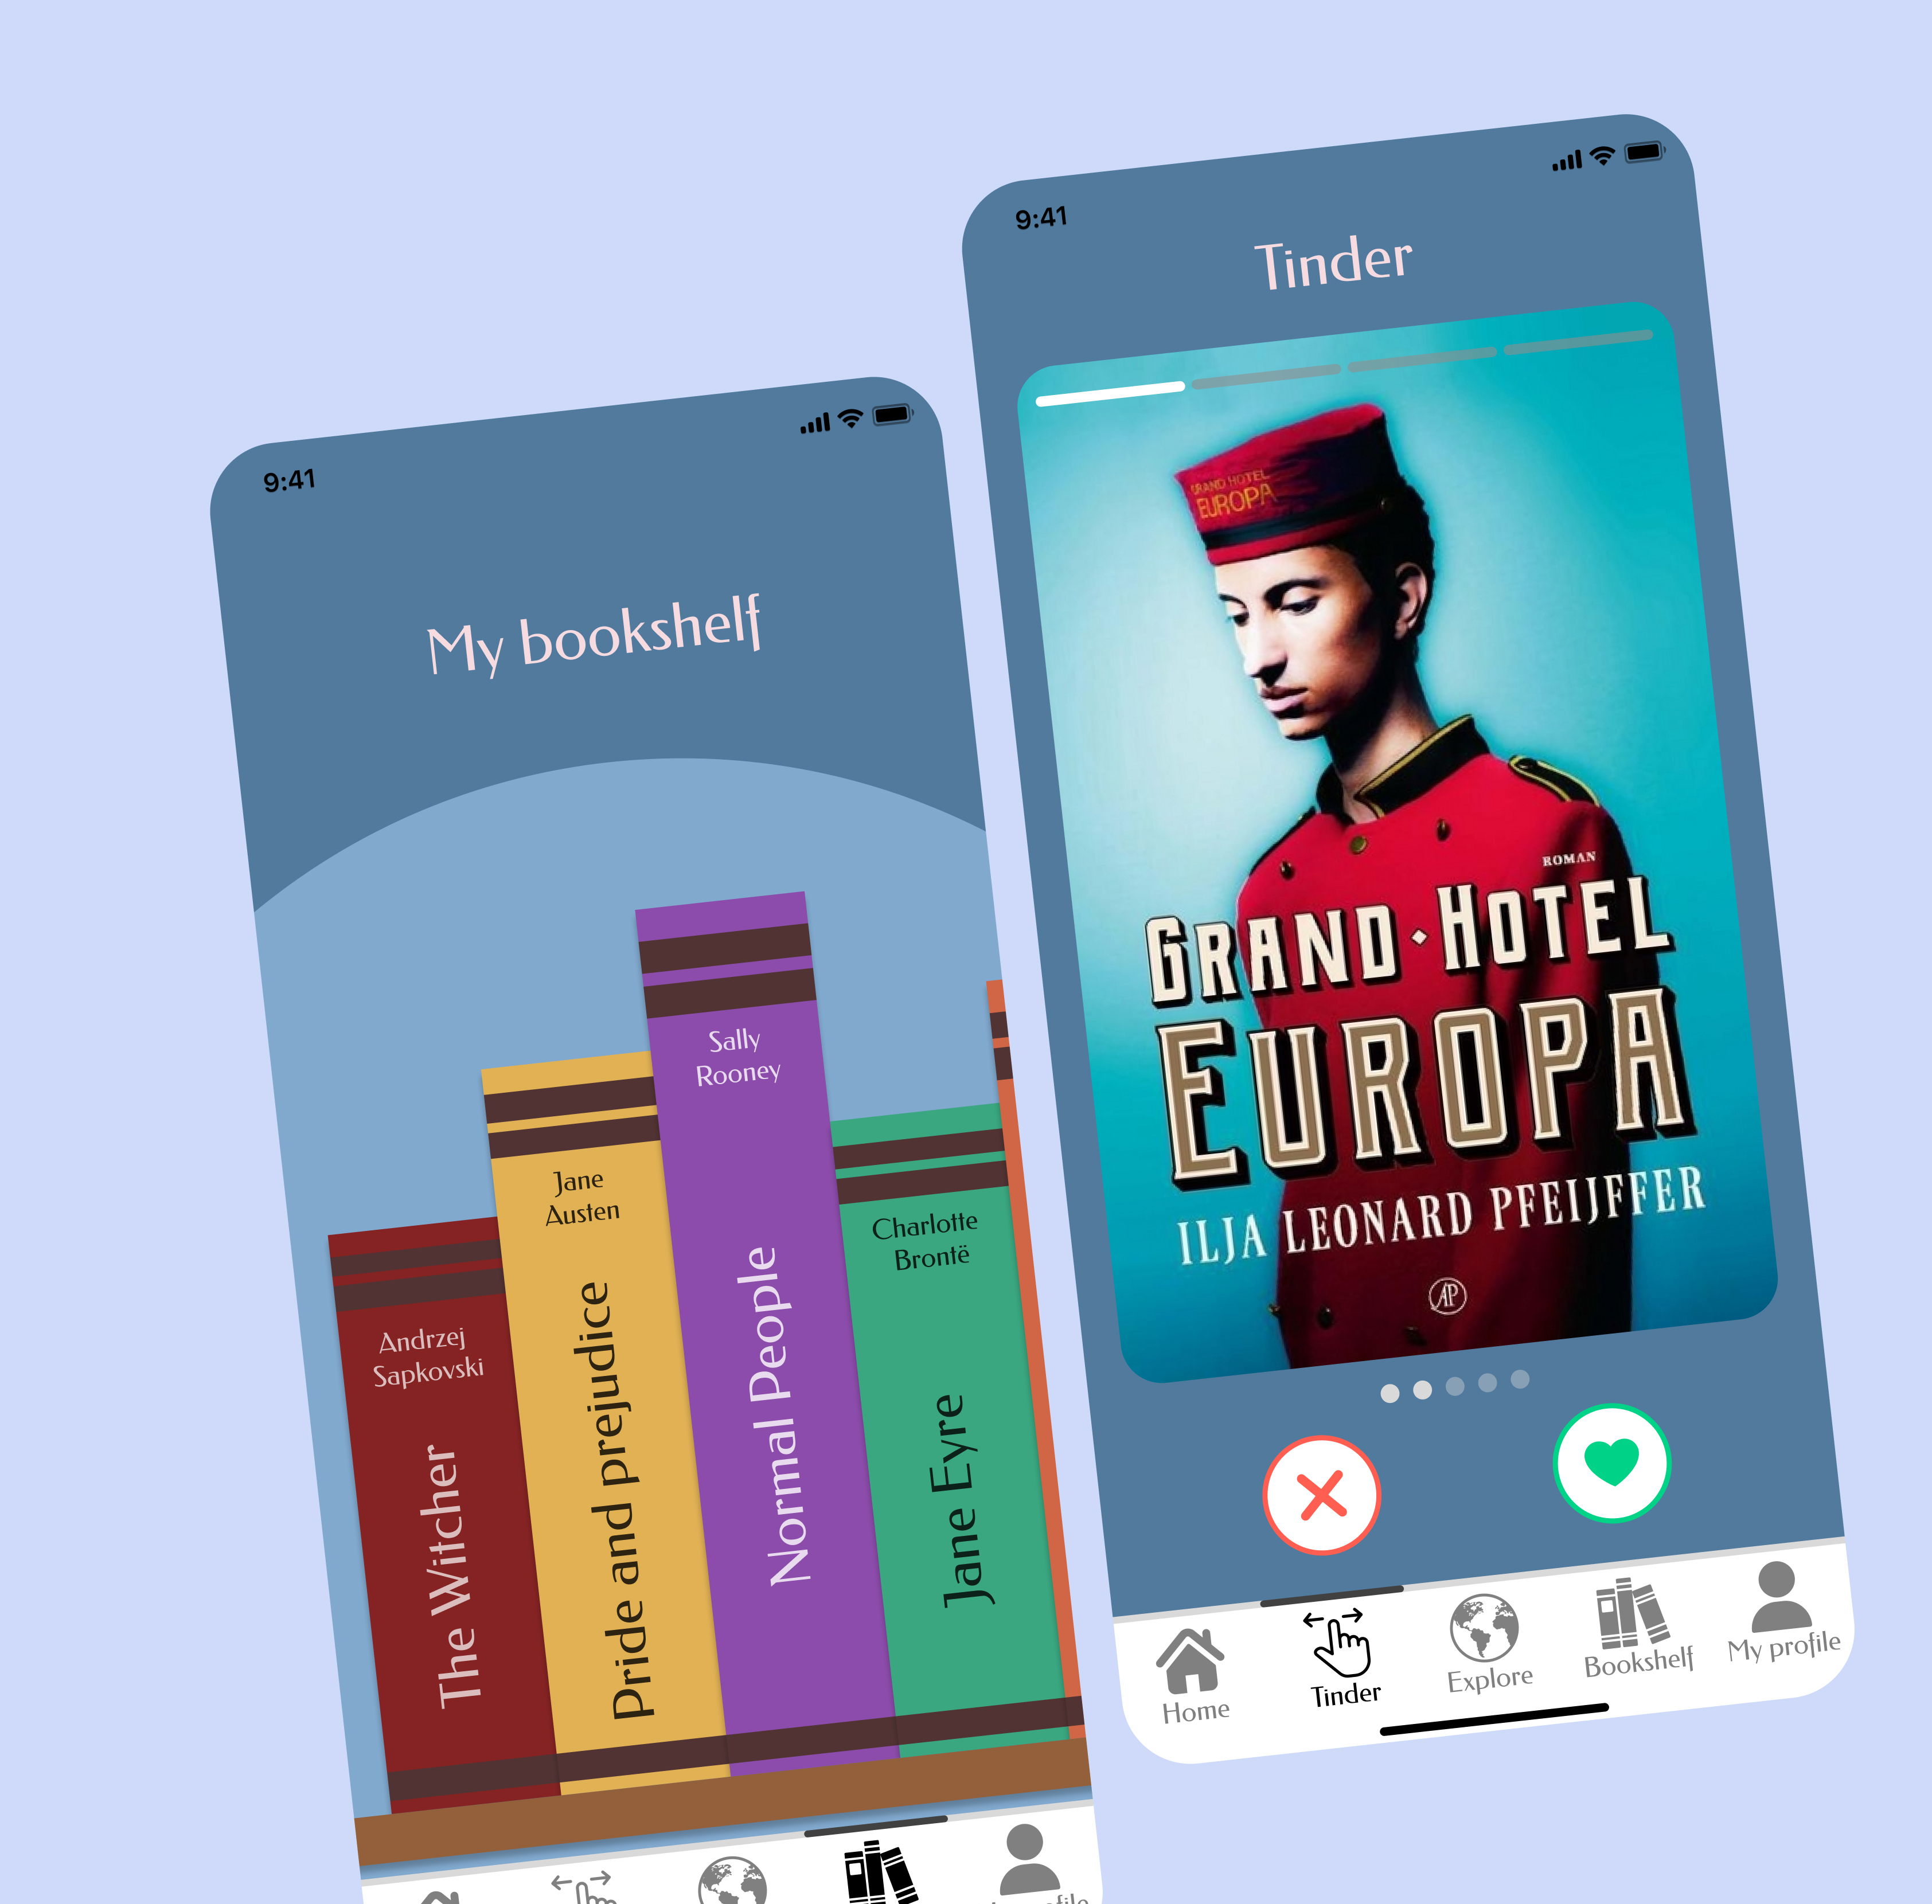 9:41
My bookshelf
Andrzej
Sapkovski
The Witcher
Jane
Austen
Pride and prejudice
Sally
Rooney
Normal People
Charlotte
Brontë
Jane Eyre
9:41
Tinder
GRAND HOTEL
EUROPA
ROMAN
GRAND · HOTEL
EUROPA
ILJA LEONARD PFEIJFFER
AP
Home
Tinder
Explore
Bookshelf
My profile